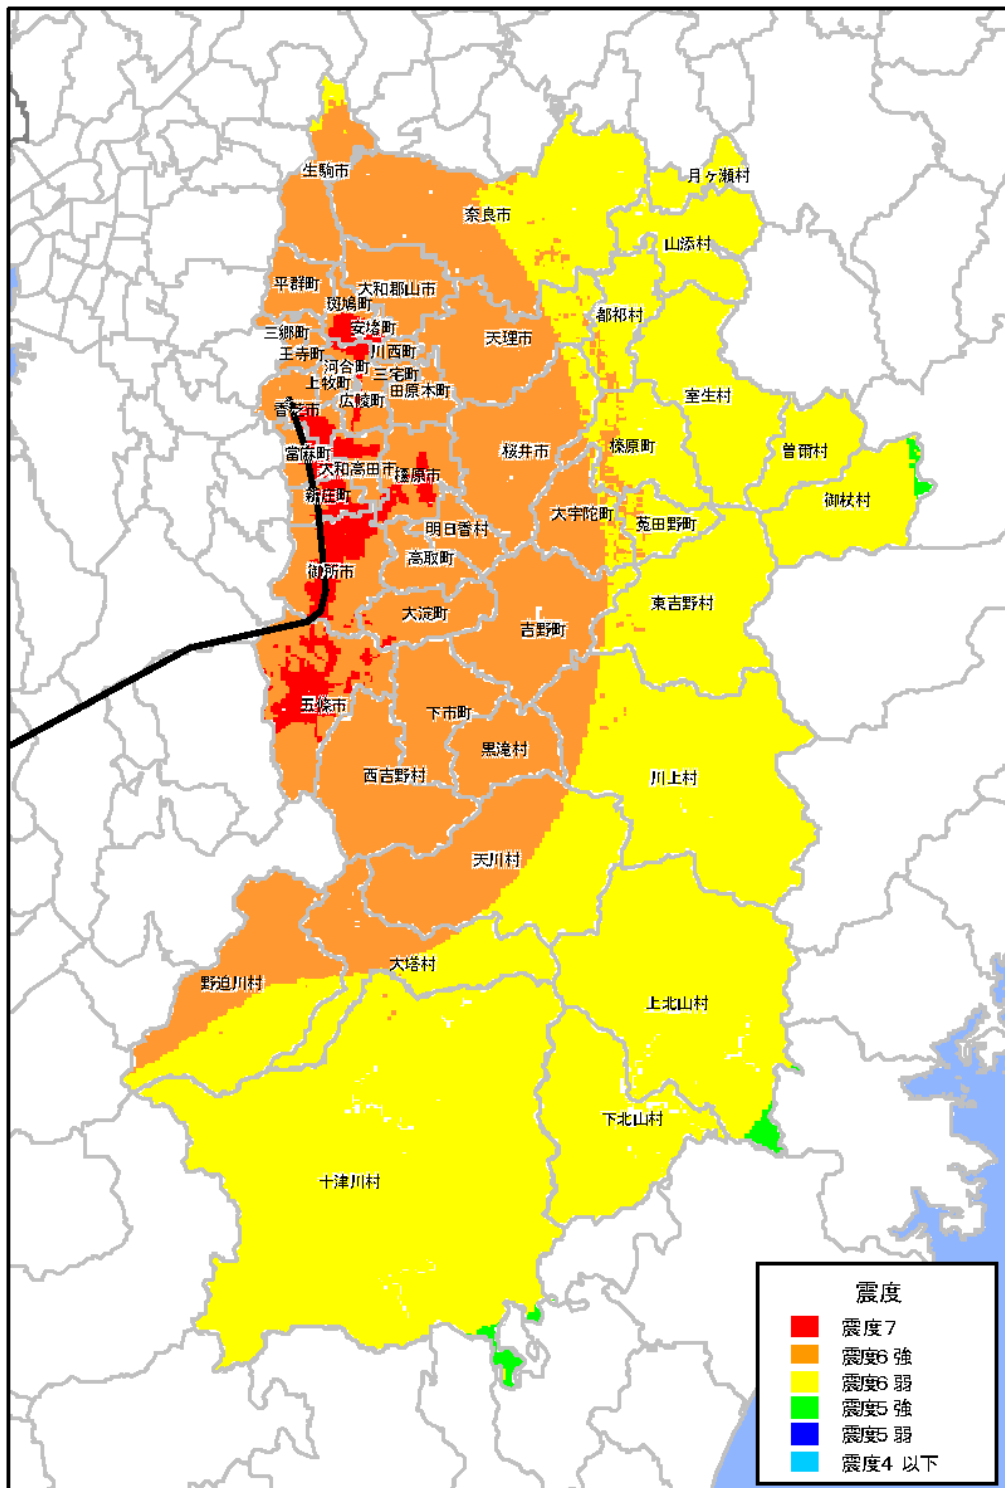 生駒市
月ヶ瀬村
奈良市
山添村
平群町
大和郡山市
斑鳩町
都祁村
安堵町
三郷町
天理市
川西町
王寺町
河合町
三宅町
上牧町
田原本町
室生村
広陵町
香芝市
榛原町
桜井市
曽爾村
當麻町
大和高田市
橿原市
新庄町
御杖村
大宇陀町
菟田野町
明日香村
高取町
御所市
東吉野村
大淀町
吉野町
五條市
下市町
黒滝村
西吉野村
川上村
天川村
大塔村
野迫川村
上北山村
下北山村
十津川村
震度
震度7
震度6強
震度6弱
震度5強
震度5弱
震度4 以下